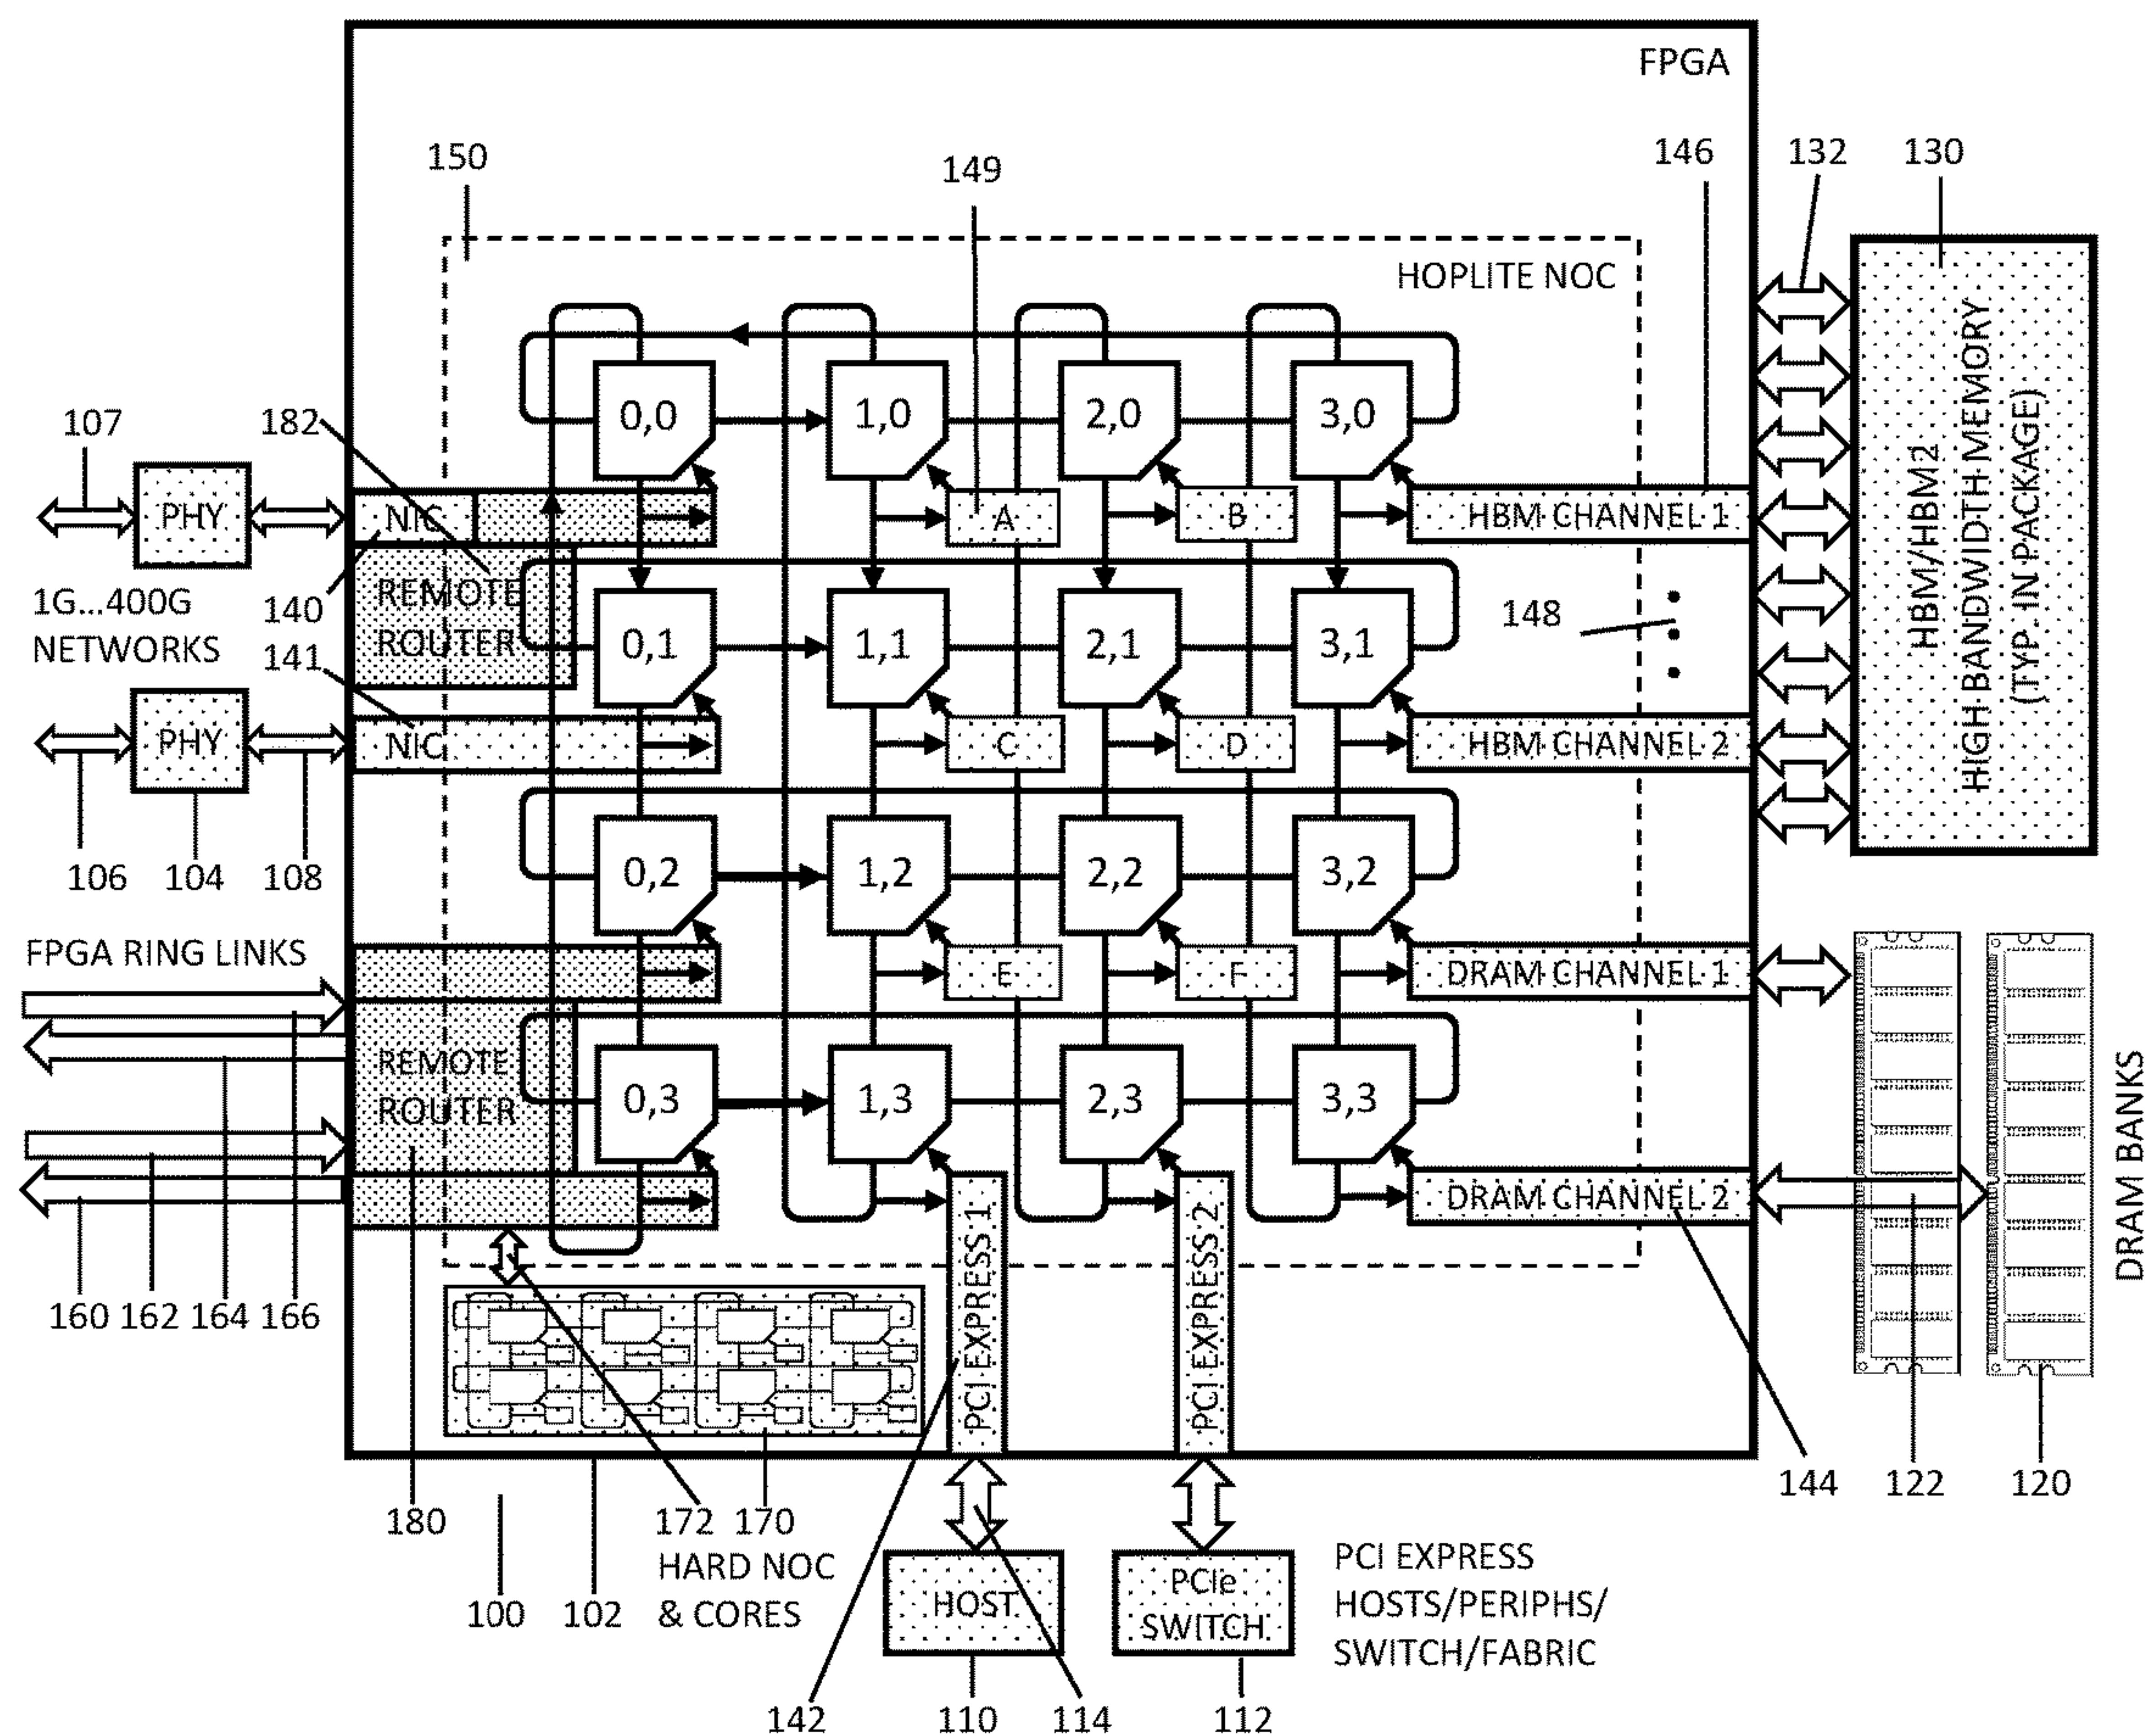 FPGA
150
149
146
132
130
HOPLITE NOC
HBM/HBM2
HIGH BANDWIDTH MEMORY
(TYP. IN PACKAGE)
107
182
0,0
1,0
2,0
3,0
PHY
NIC
A
B
HBM CHANNEL 1
1G...400G
NETWORKS
140
141
REMOTE
ROUTER
0,1
1,1
2,1
3,1
148
PHY
NIC
C
D
HBM CHANNEL 2
106
104
108
0,2
1,2
2,2
3,2
FPGA RING LINKS
E
F
DRAM CHANNEL 1
REMOTE
ROUTER
0,3
1,3
2,3
3,3
DRAM BANKS
PCI EXPRESS 1
PCI EXPRESS 2
DRAM CHANNEL 2
160
162
164
166
180
172
170
144
122
120
HARD NOC
& CORES
100
102
HOST
PCIe
SWITCH
PCI EXPRESS
HOSTS/PERIPHS/
SWITCH/FABRIC
142
110
114
112